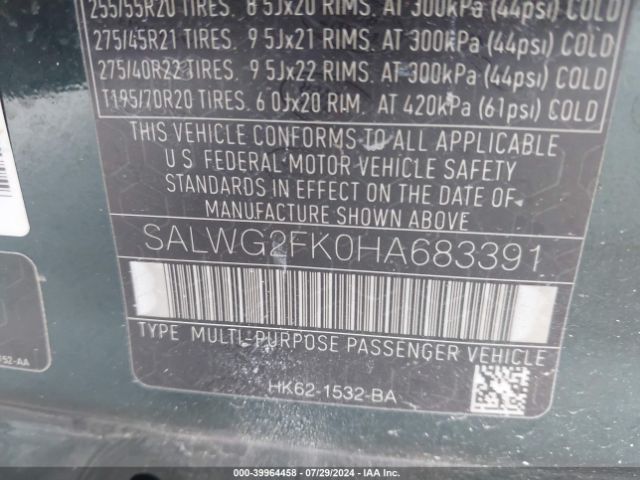 255/55R20 TIRES. 8 5Jx20 RIMS. AT 300kPa (44psi) COLD
275/45R21 TIRES. 9 5Jx21 RIMS. AT 300kPa (44psi) COLD
275/40R22 TIRES. 9 5Jx22 RIMS. AT 300kPa (44psi) COLD
T195/70R20 TIRES. 6 0Jx20 RIM. AT 420kPa (61psi) COLD
THIS VEHICLE CONFORMS TO ALL APPLICABLE
U S FEDERAL MOTOR VEHICLE SAFETY
STANDARDS IN EFFECT ON THE DATE OF
MANUFACTURE SHOWN ABOVE
SALWG2FK0HA683391
TYPE MULTI-PURPOSE PASSENGER VEHICLE
HK62-1532-BA
000-39964458 - 07/29/2024 - IAA Inc.